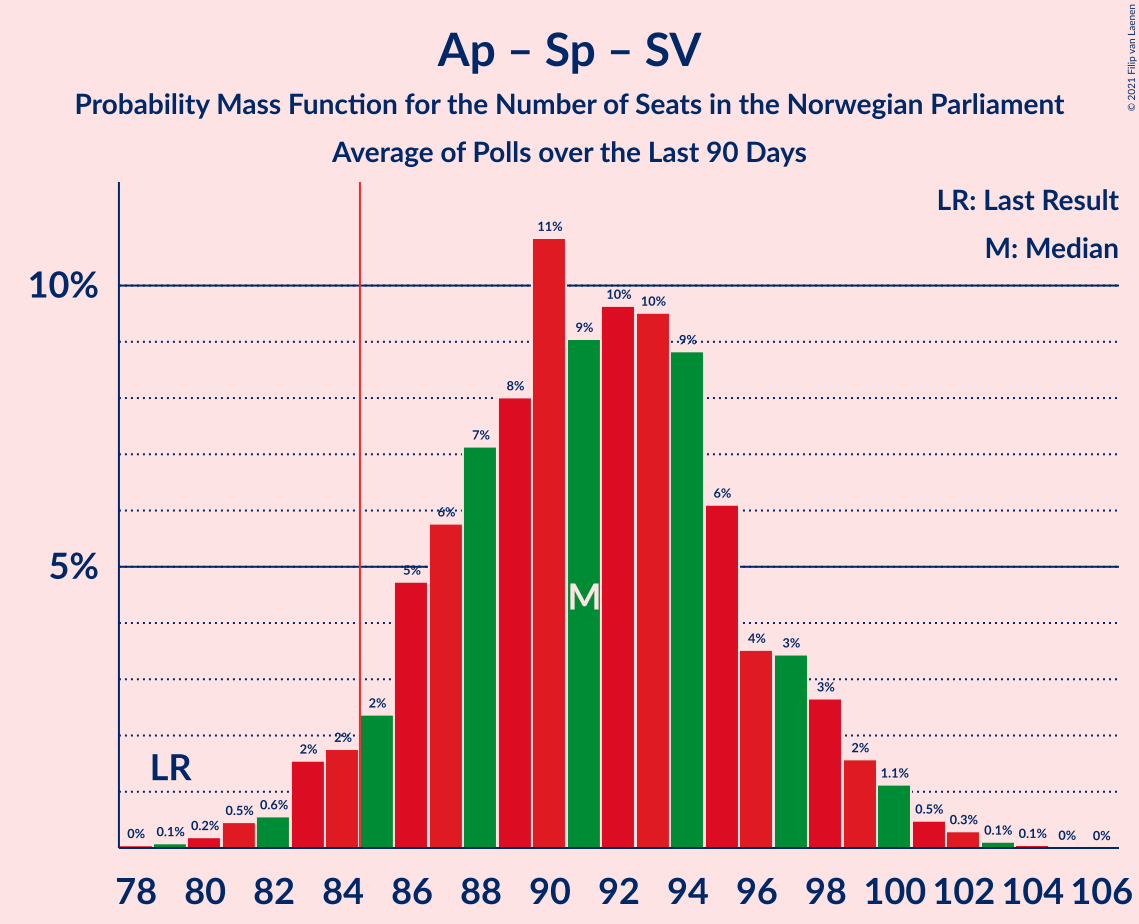 Ap – Sp – SV
Probability Mass Function for the Number of Seats in the Norwegian Parliament
Average of Polls over the Last 90 Days
© 2021 Filip van Laenen
LR: Last Result
M: Median
10%
5%
LR
M
0% 0.1% 0.2% 0.5% 0.6% 2% 2% 2% 5% 6% 7% 8% 11% 9% 10% 10% 9% 6% 4% 3% 3% 2% 1.1% 0.5% 0.3% 0.1% 0.1% 0% 0%
78 80 82 84 86 88 90 92 94 96 98 100 102 104 106